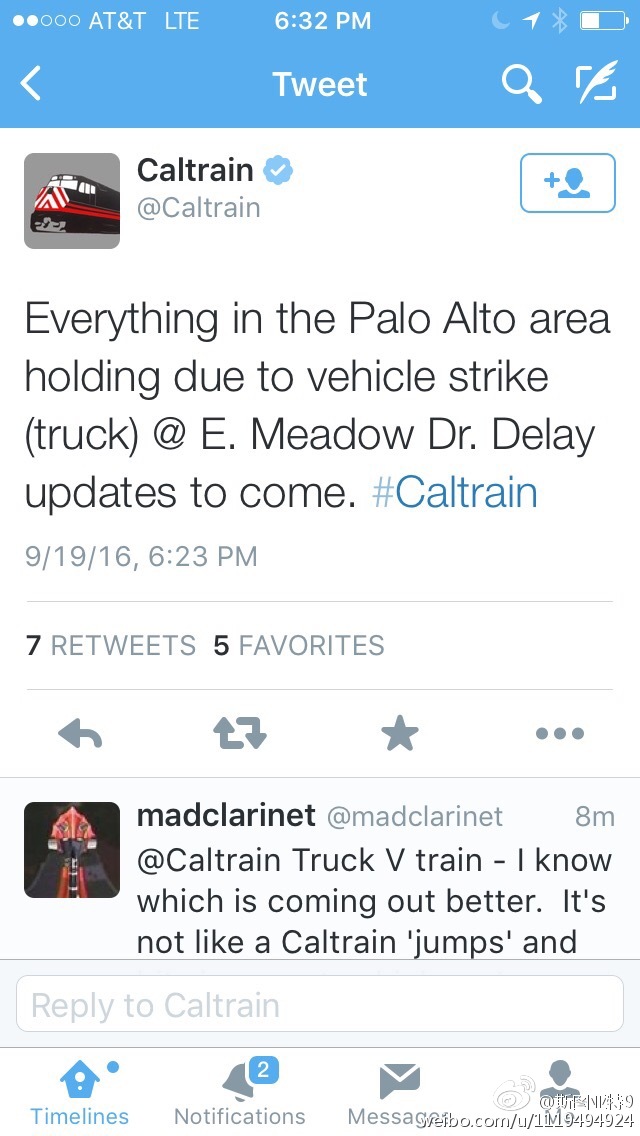 AT&T LTE 6:32 PM
Tweet
Caltrain
@Caltrain
Everything in the Palo Alto area
holding due to vehicle strike
(truck) @ E. Meadow Dr. Delay
updates to come. #Caltrain
9/19/16, 6:23 PM
7 RETWEETS 5 FAVORITES
madclarinet @madclarinet 8m
@Caltrain Truck V train - I know
which is coming out better. It's
not like a Caltrain 'jumps' and
Reply to Caltrain
2
Timelines Notifications Messages
weibo.com/u/1119494924